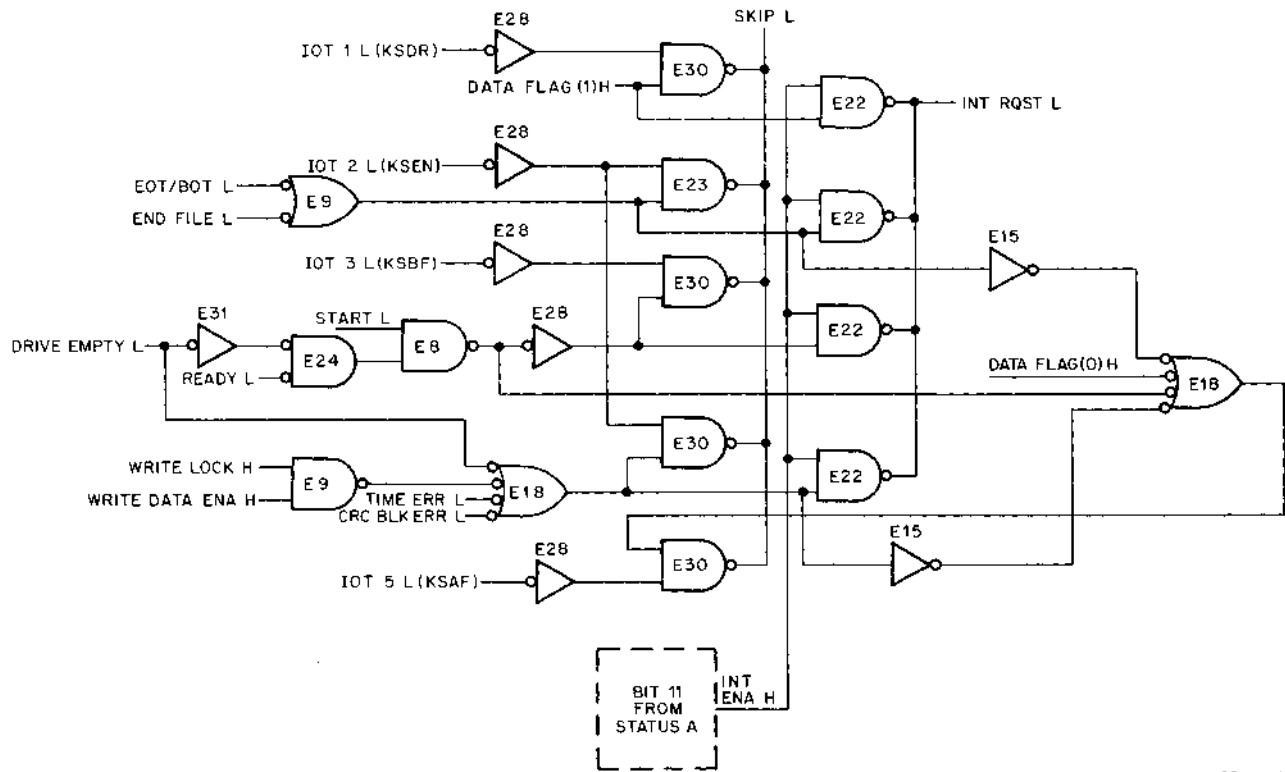 SKIP L
E28
IOT 1 L (KSDR)
E30
DATA FLAG (1) H
E22
INT RQST L
E28
IOT 2 L (KSEN)
E23
EOT/BOT L
E9
END FILE L
E22
E28
IOT 3 L (KSBF)
E30
E15
E31
START L
E28
DRIVE EMPTY L
E24
E8
E22
READY L
DATA FLAG (0) H
E18
E30
WRITE LOCK H
E9
WRITE DATA ENA H
E18
TIME ERR L
CRC BLK ERR L
E22
E15
E28
IOT 5 L (KSAF)
E30
BIT 11
FROM
STATUS A
INT
ENA H